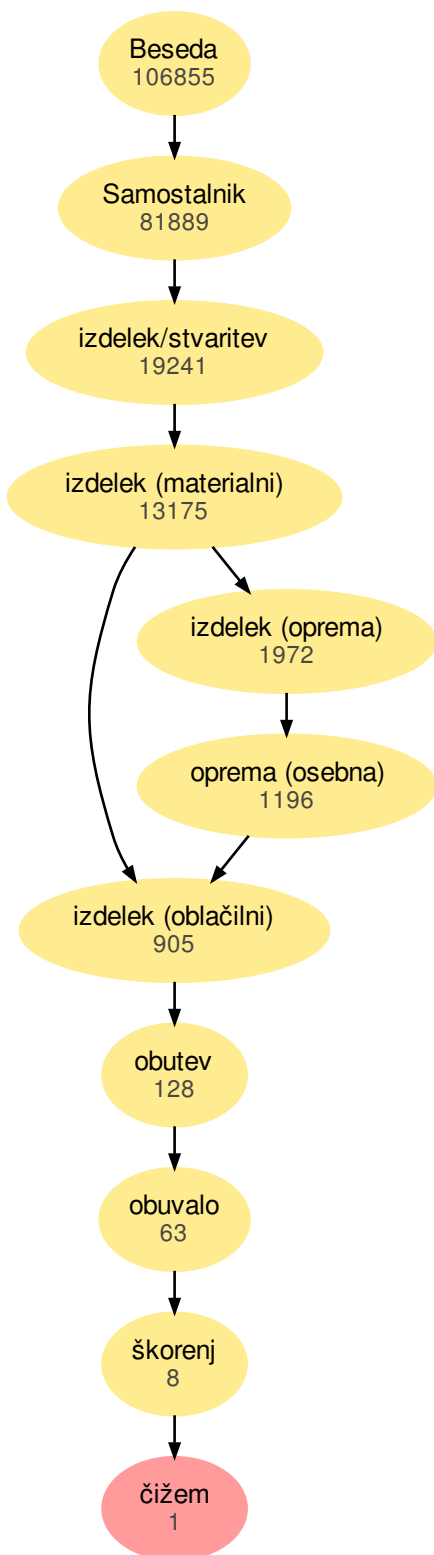 Beseda
106855
Samostalnik
81889
izdelek/stvaritev
19241
izdelek (materialni)
13175
izdelek (oprema)
1972
oprema (osebna)
1196
izdelek (oblačilni)
905
obutev
128
obuvalo
63
škorenj
8
čižem
1